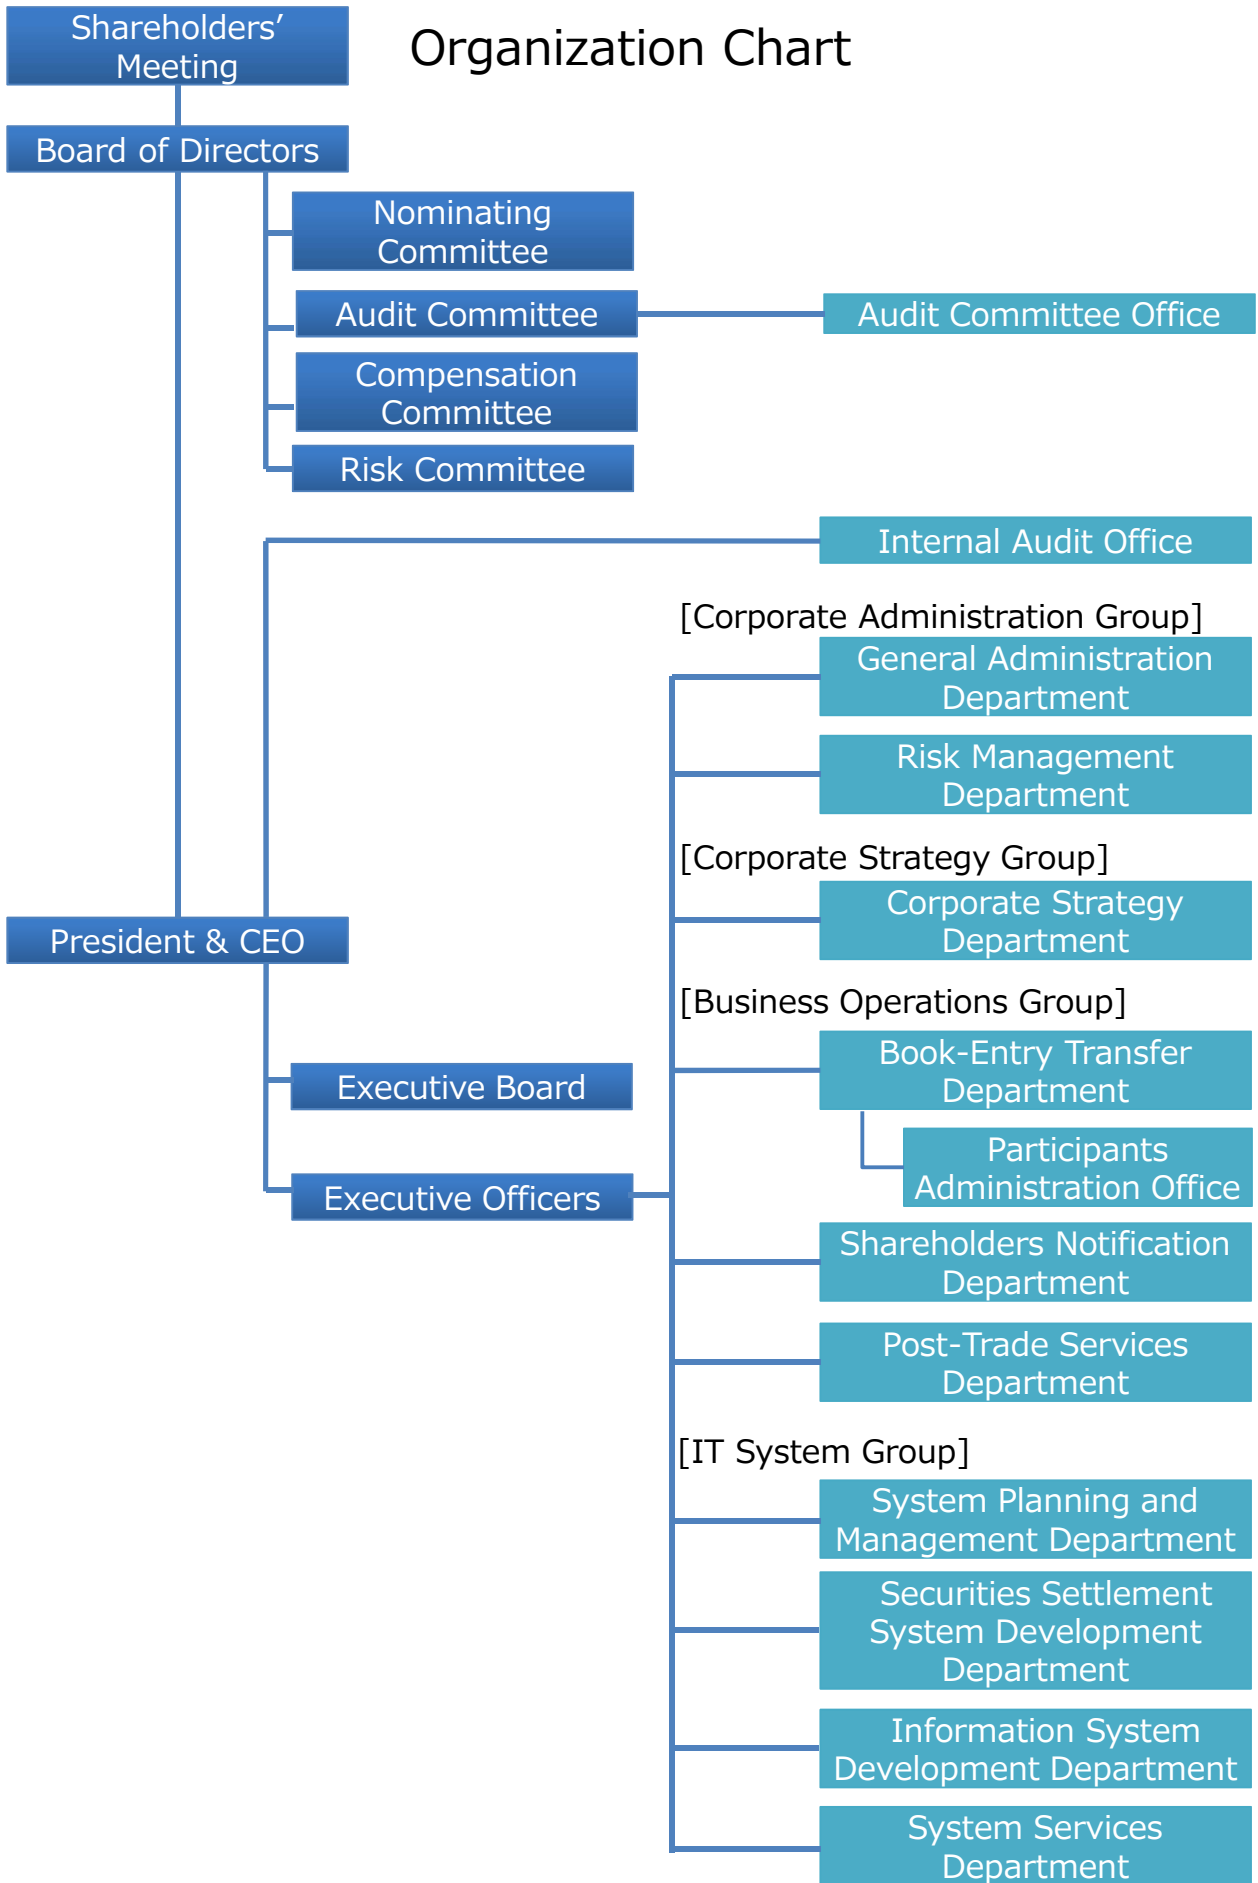 Shareholders’
Meeting
Organization Chart
Board of Directors
Nominating
Committee
Audit Committee
Audit Committee Office
Compensation
Committee
Risk Committee
Internal Audit Office
[Corporate Administration Group]
General Administration
Department
Risk Management
Department
[Corporate Strategy Group]
Corporate Strategy
Department
President & CEO
[Business Operations Group]
Book-Entry Transfer
Department
Executive Board
Participants
Administration Office
Executive Officers
Shareholders Notification
Department
Post-Trade Services
Department
[IT System Group]
System Planning and
Management Department
Securities Settlement
System Development
Department
Information System
Development Department
System Services
Department